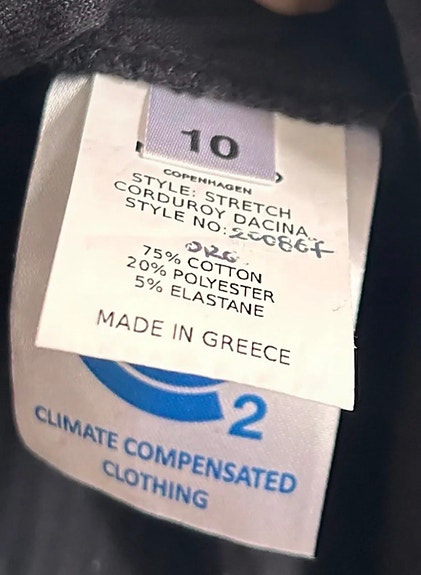 10
COPENHAGEN
STYLE: STRETCH
CORDUROY DACINA
STYLE NO:
75% COTTON
20% POLYESTER
5% ELASTANE
MADE IN GREECE
2
CLIMATE COMPENSATED
CLOTHING